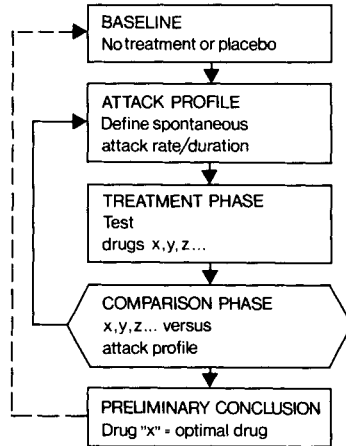 BASELINE
No treatment or placebo
ATTACK PROFILE
Define spontaneous
attack rate/duration
TREATMENT PHASE
Test
drugs x,y,z...
COMPARISON PHASE
x,y,z... versus
attack profile
PRELIMINARY CONCLUSION
Drug "x" = optimal drug